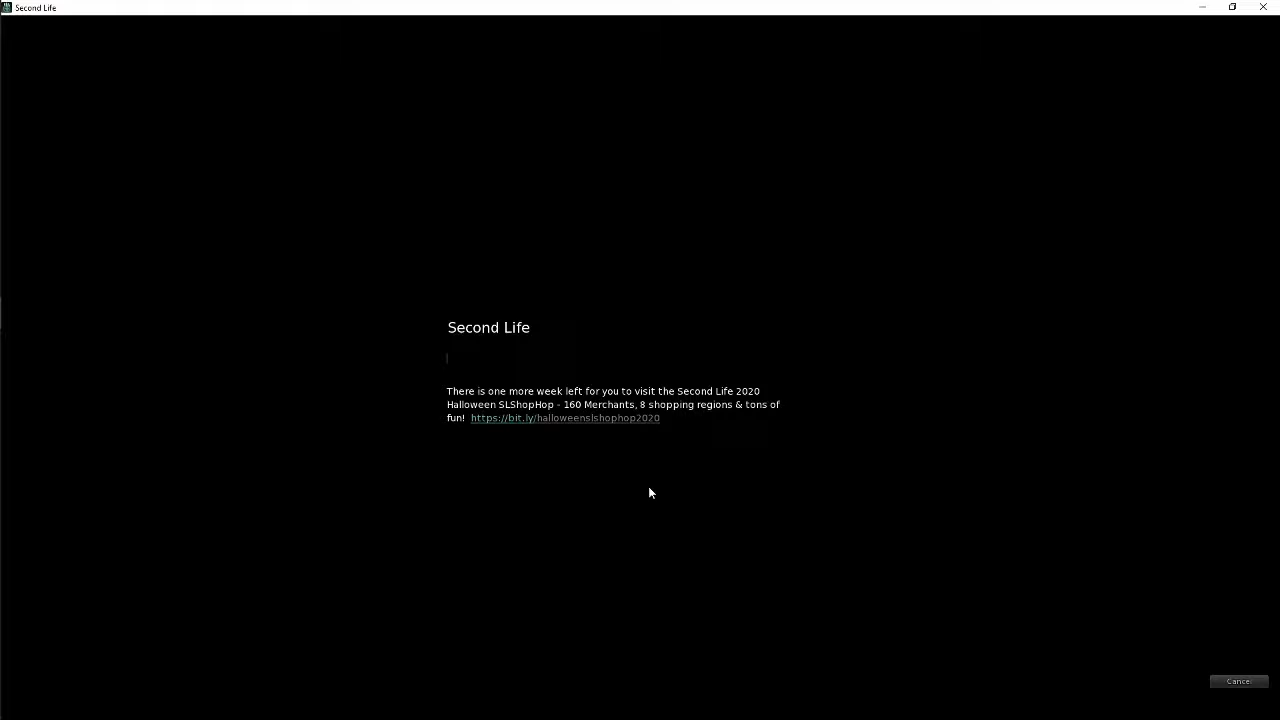 Second Life
Second Life
There is one more week left for you to visit the Second Life 2020
Halloween SLShopHop - 160 Merchants, 8 shopping regions & tons of
fun! https://bit.ly/halloweenslshophop2020
Cancel